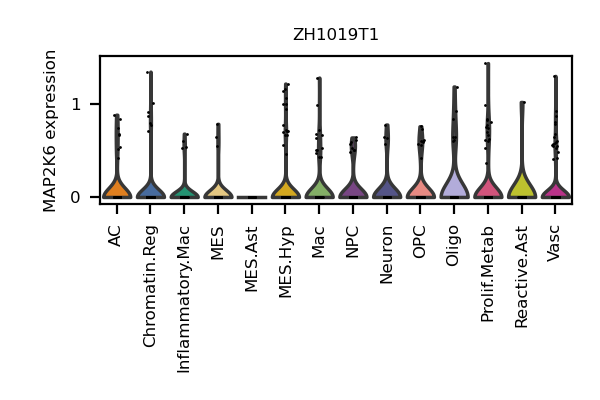 ZH1019T1
MAP2K6 expression
1
0
AC
Chromatin.Reg
Inflammatory.Mac
MES
MES.Ast
MES.Hyp
Mac
NPC
Neuron
OPC
Oligo
Prolif.Metab
Reactive.Ast
Vasc